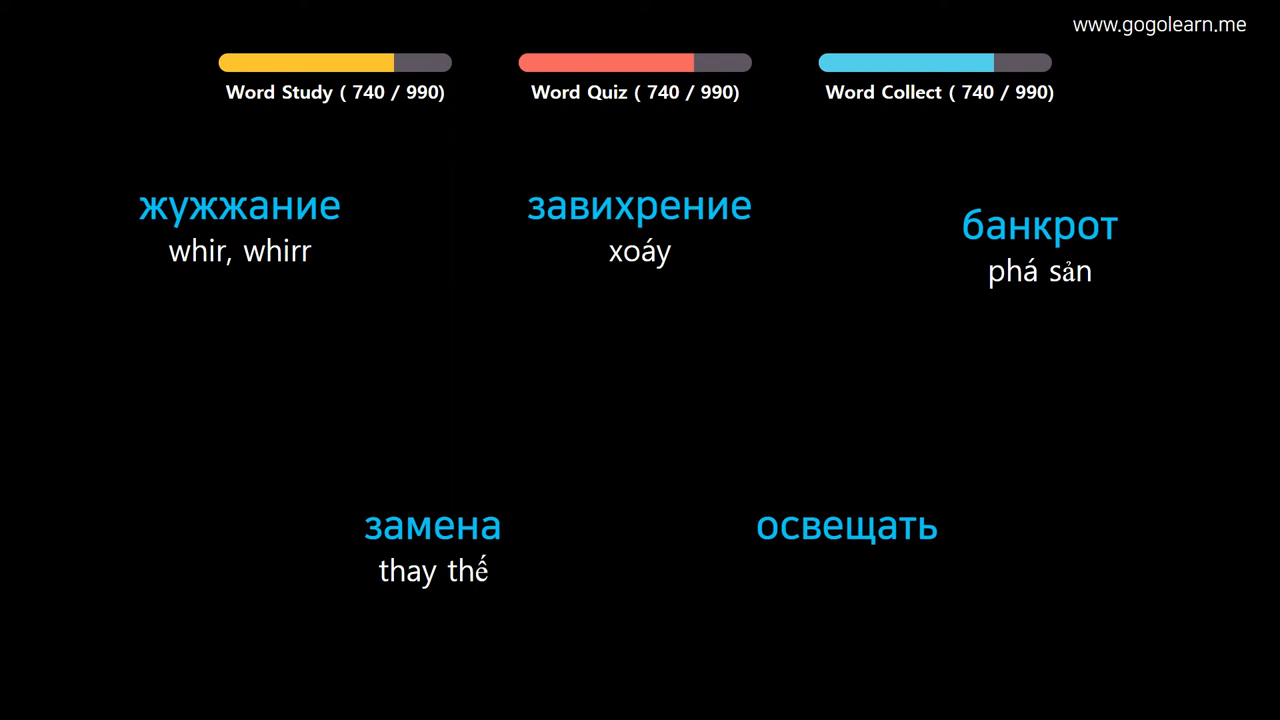 www.gogolearn.me
Word Study ( 740 / 990)
Word Quiz ( 740 / 990)
Word Collect ( 740 / 990)
жужжание
whir, whirr
завихрение
xoáy
банкрот
phá sản
замена
thay thế
освещать